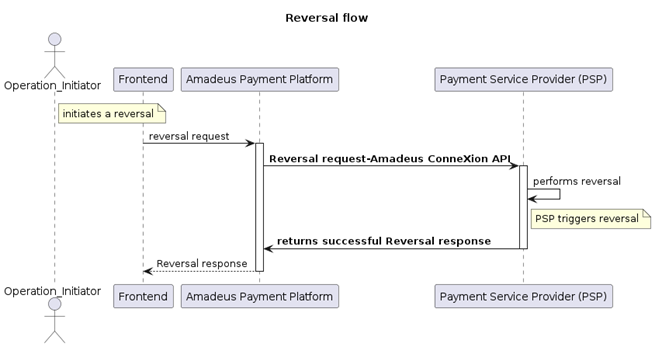 Reversal flow
Operation_Initiator
Frontend
Amadeus Payment Platform
Payment Service Provider (PSP)
initiates a reversal
reversal request
Reversal request-Amadeus ConneXion API
performs reversal
PSP triggers reversal
returns successful Reversal response
Reversal response
Operation_Initiator
Frontend
Amadeus Payment Platform
Payment Service Provider (PSP)